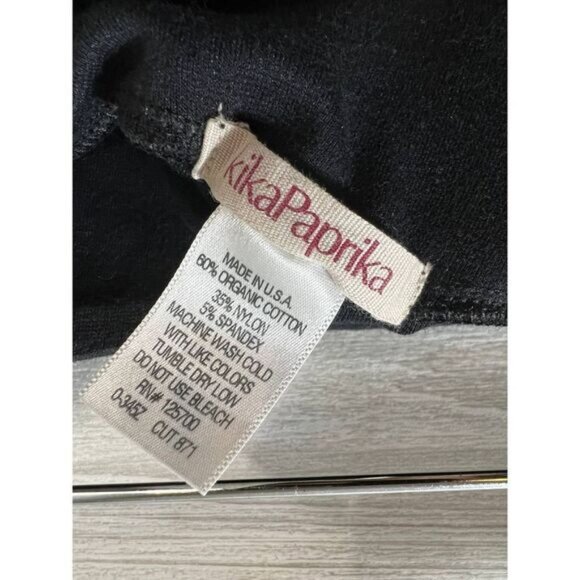 kikaPaprika
MADE IN U.S.A.
60% ORGANIC COTTON
35% NYLON
5% SPANDEX
MACHINE WASH COLD
WITH LIKE COLORS
TUMBLE DRY LOW
DO NOT USE BLEACH
RN# 125700
0-345Z CUT 871